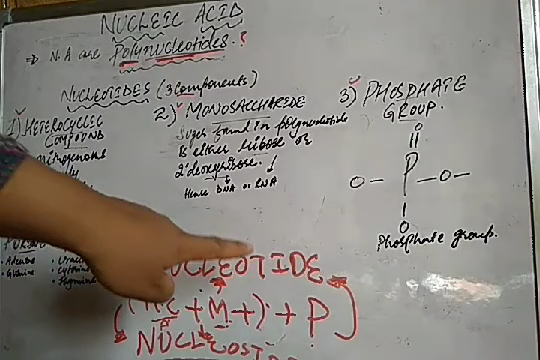 NUCLEIC ACID
⇒ N.A are Polynucleotides.
NUCLEOTIDES (3 Components)
1) HETEROCYCLIC
COMPOUND
2) MONOSACCHARIDE
Sugar found in polynucleotide
is either ribose or
2' deoxyribose.
Hence DNA or RNA
3) PHOSPHATE
GROUP.
O
||
O — P — O —
|
O
Phosphate group.
• Adenine
• Guanine
• Uracil
• Cytosine
• Thymine
NUCLEOTIDE
+ M + ) + P